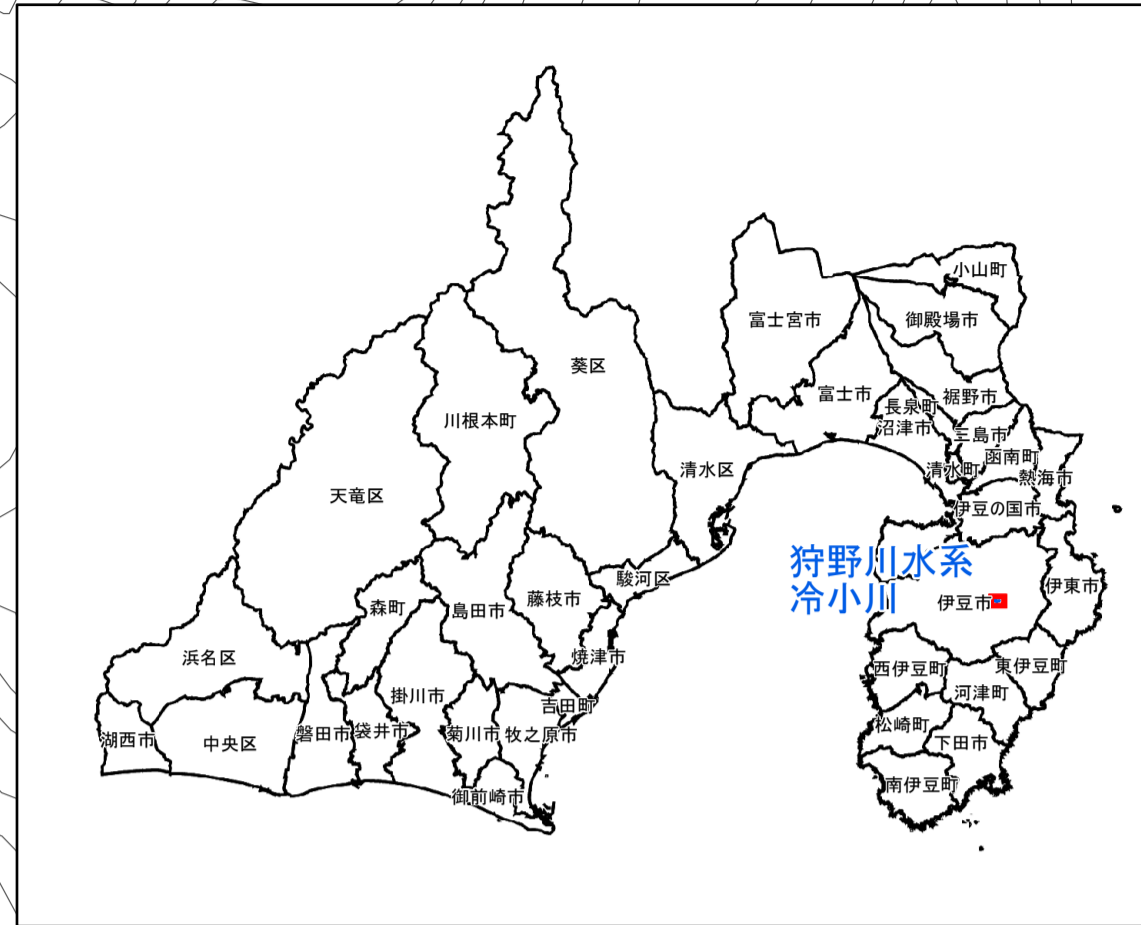 小山町
富士宮市
御殿場市
葵区
富士市
裾野市
長泉町
川根本町
沼津市
三島市
函南町
清水区
清水町
熱海市
天竜区
伊豆の国市
狩野川水系
冷小川
駿河区
伊豆市
伊東市
藤枝市
森町
島田市
浜名区
焼津市
西伊豆町
東伊豆町
河津町
掛川市
吉田町
松崎町
磐田市
袋井市
菊川市
牧之原市
湖西市
中央区
下田市
南伊豆町
御前崎市